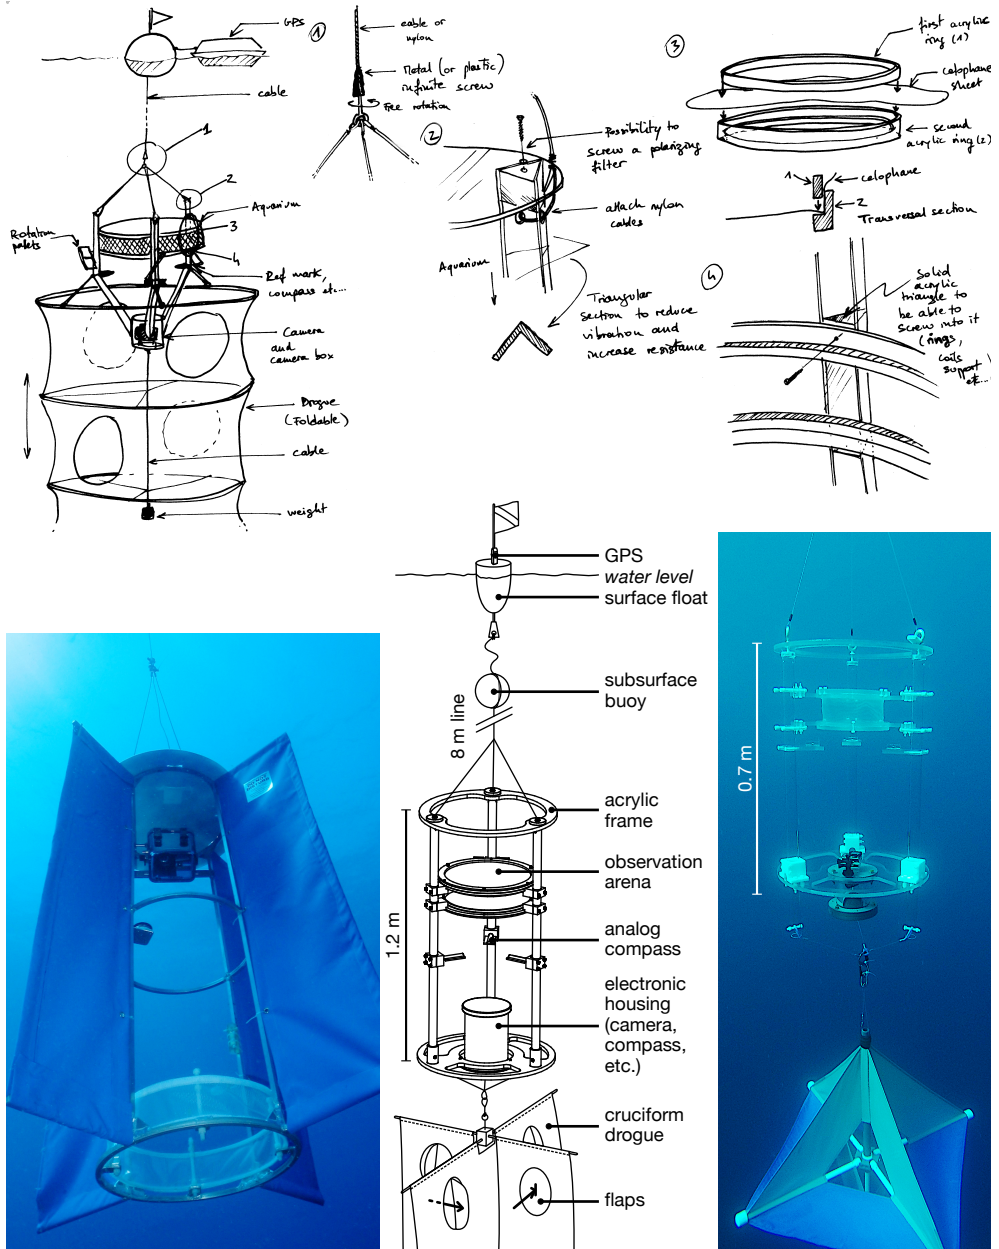 GPS
cable
1
2
Aquarium
3
4
Rotation
palets
Ref mark,
compass etc...
Camera
and
camera box
Drogue
(Foldable)
cable
weight
1
cable or
nylon
Metal (or plastic)
infinite screw
Free rotation
2
Possibility to
screw a polarizing
filter
attach nylon
cables
Aquarium
Triangular
section to reduce
vibration and
increase resistance
3
first acrylic
ring (1)
celophane
sheet
second
acrylic ring (2)
1
celophane
2
Transversal section
4
Solid
acrylic
triangle to
be able to
screw into it
(rings,
coils
support
etc...
GPS
water level
surface float
subsurface
buoy
8 m line
acrylic
frame
observation
arena
analog
compass
1.2 m
electronic
housing
(camera,
compass,
etc.)
cruciform
drogue
flaps
0.7 m